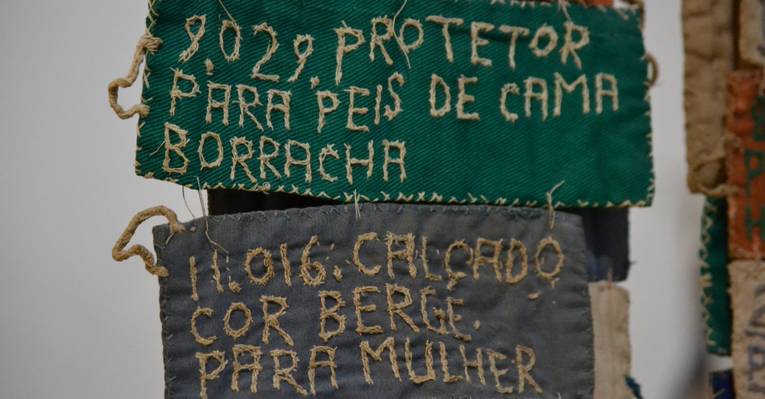 9.029. PROTETOR
PARA PEIS DE CAMA
BORRACHA
11.016. CALÇADO
COR BERGE.
PARA MULHER